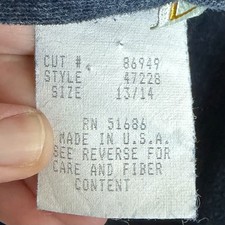 CUT # 86949
STYLE 47228
SIZE 13/14
RN 51686
MADE IN U.S.A.
SEE REVERSE FOR
CARE AND FIBER
CONTENT